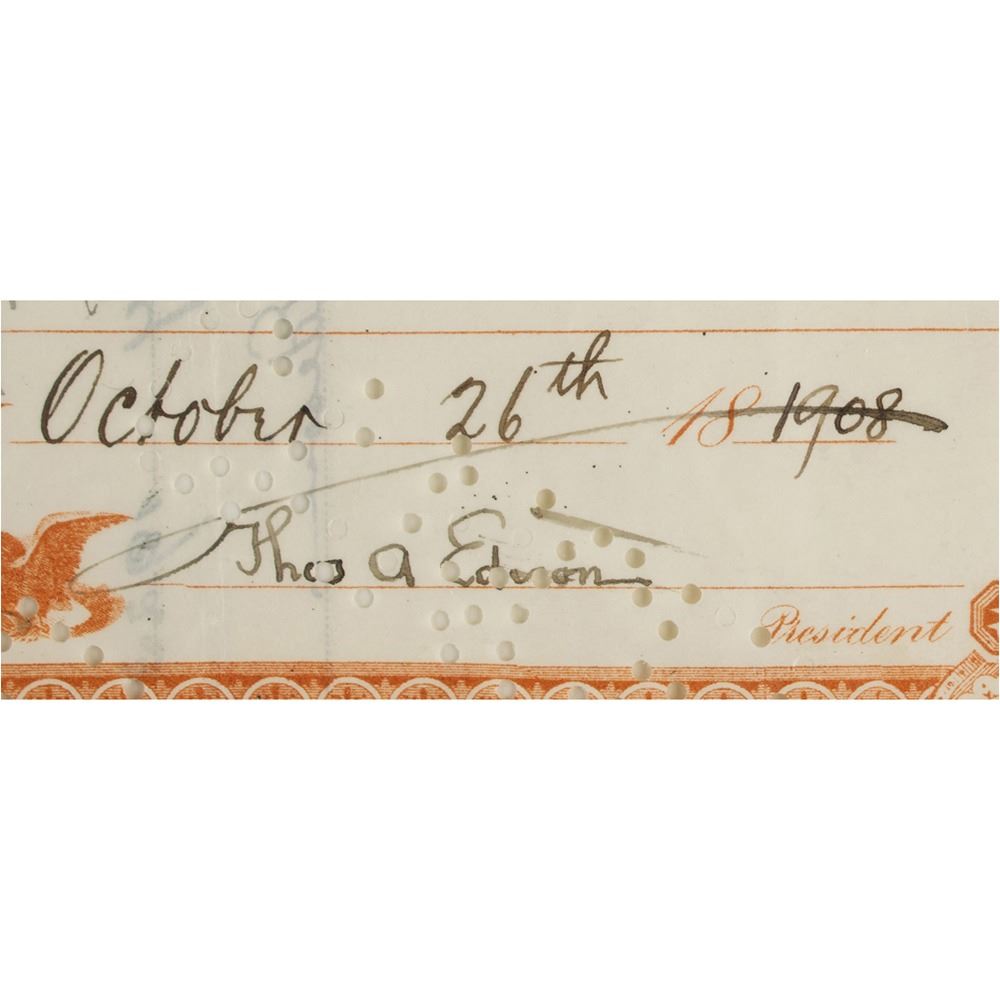 October 26th 18 1908
Thos A Edison
President